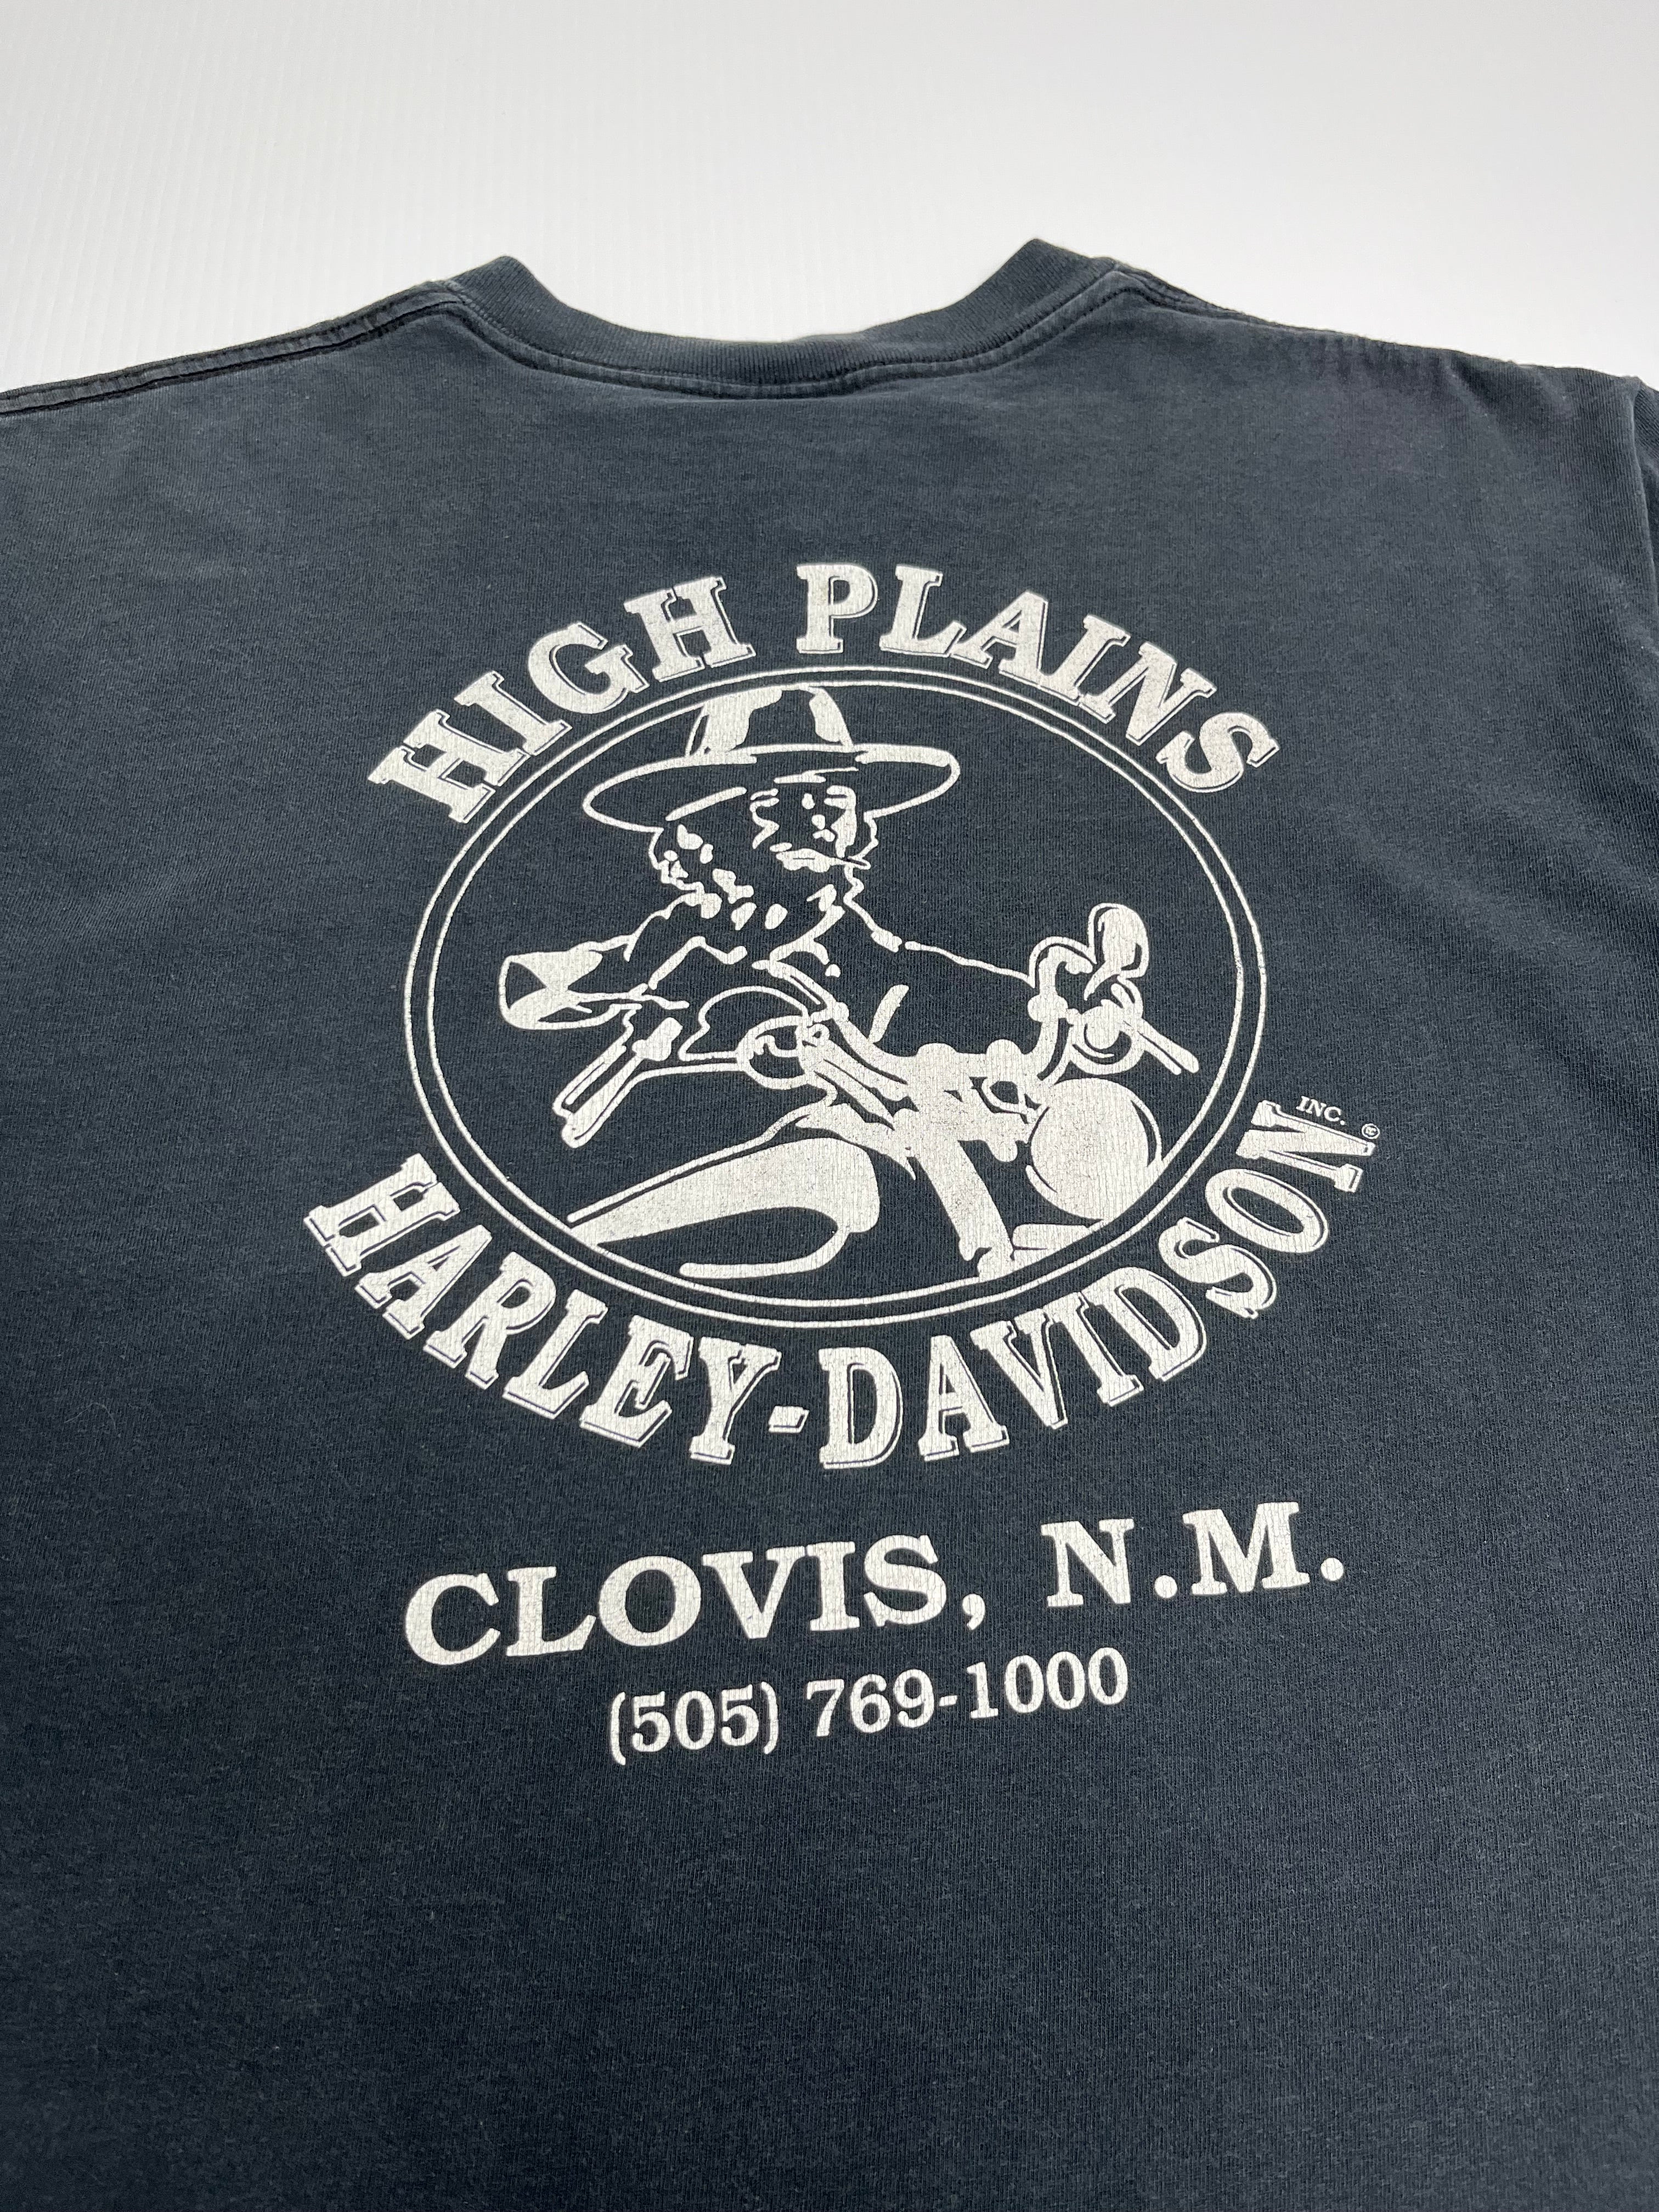 HIGH PLAINS
HARLEY-DAVIDSON INC. ®
CLOVIS, N.M.
(505) 769-1000